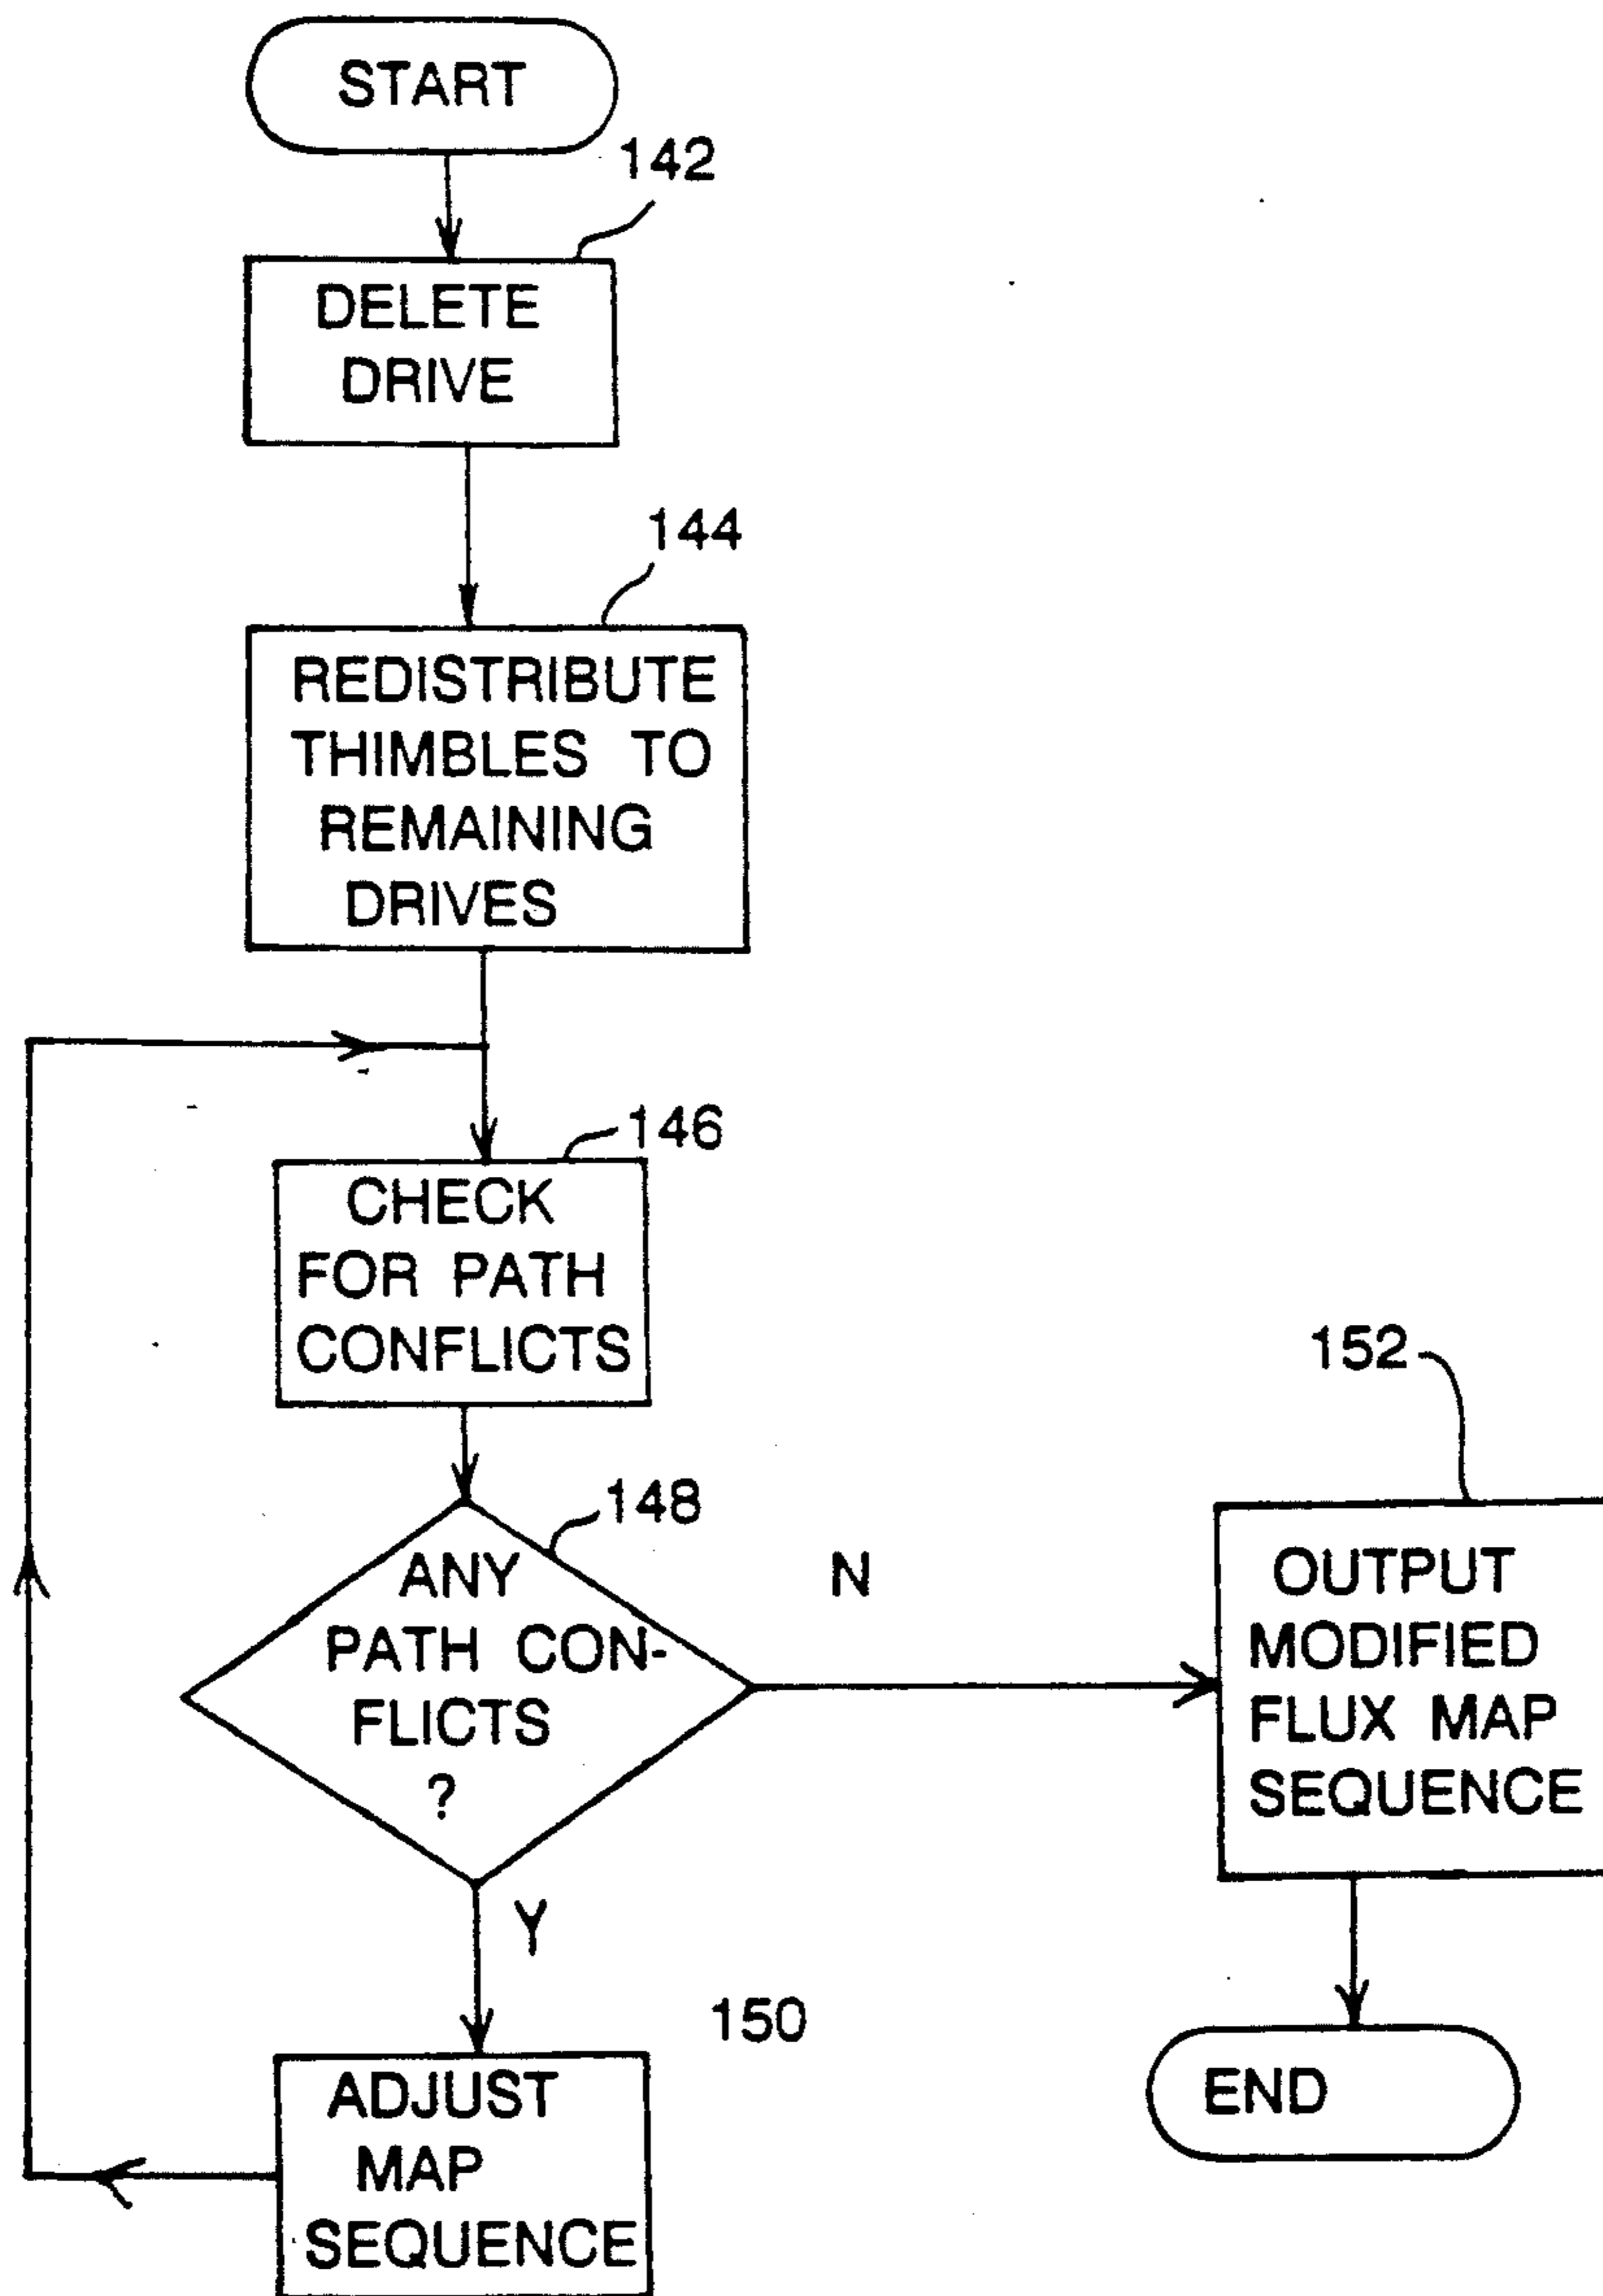 START
142
DELETE
DRIVE
144
REDISTRIBUTE
THIMBLES TO
REMAINING
DRIVES
146
CHECK
FOR PATH
CONFLICTS
148
ANY
PATH CON-
FLICTS
?
N
Y
150
ADJUST
MAP
SEQUENCE
152
OUTPUT
MODIFIED
FLUX MAP
SEQUENCE
END